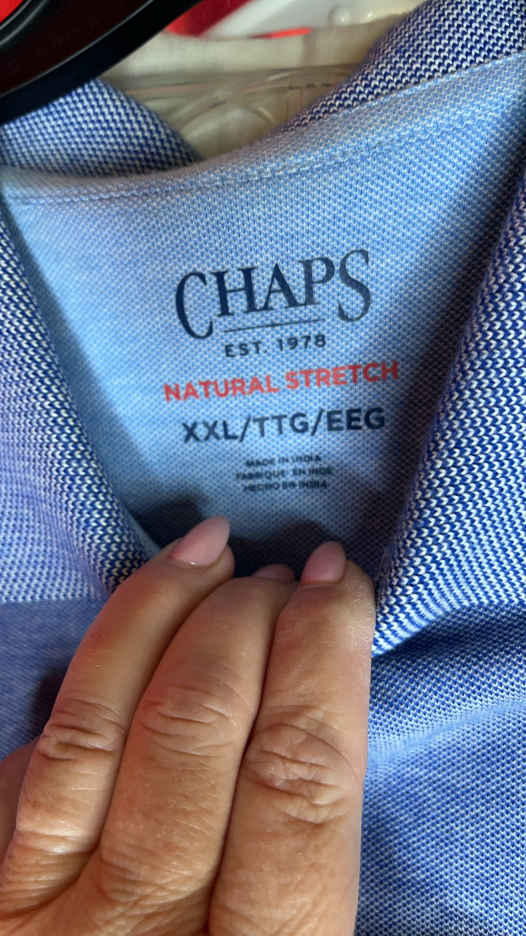 CHAPS
EST. 1978
NATURAL STRETCH
XXL/TTG/EEG
MADE IN INDIA
FABRIQUÉ EN INDE
HECHO EN INDIA